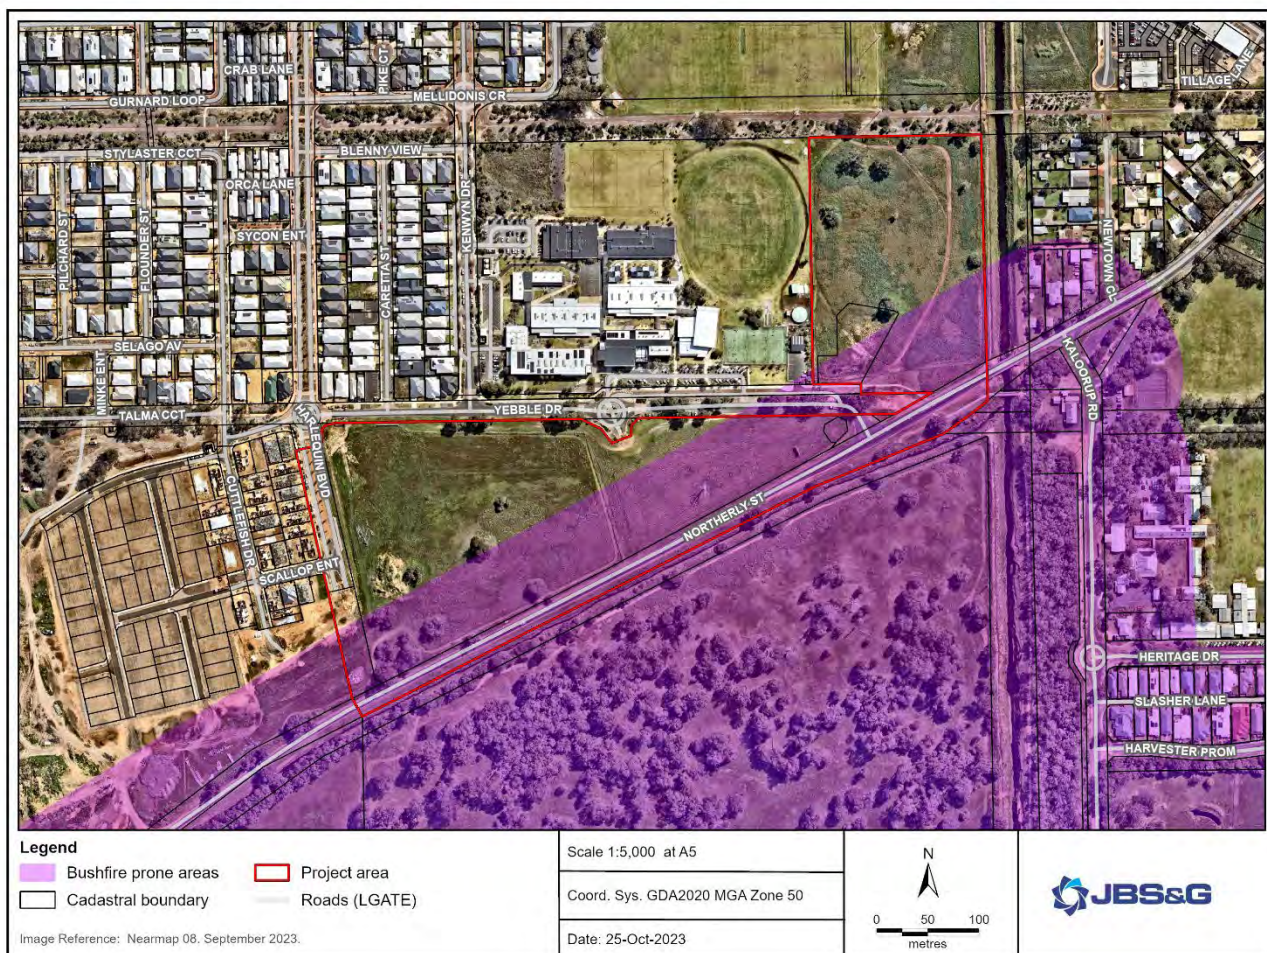 CRAB LANE
PIKE CT
TILLAGE LANE
GURNARD LOOP
MELLIDONIS CR
STYLASTER CCT
BLENNY VIEW
ORCA LANE
PILCHARD ST
FLOUNDER ST
SYCON ENT
CARETTA ST
KENWYN DR
NEWTOWN CL
SELAGO AV
MINKE ENT
KALOORUP RD
TALMA CCT
HARLEQUIN BVD
YEBBLE DR
CUTTLEFISH DR
NORTHERLY ST
SCALLOP ENT
HERITAGE DR
SLASHER LANE
HARVESTER PROM
Legend
Bushfire prone areas
Project area
Cadastral boundary
Roads (LGATE)
Image Reference: Nearmap 08. September 2023.
Scale 1:5,000 at A5
Coord. Sys. GDA2020 MGA Zone 50
Date: 25-Oct-2023
N
0 50 100
metres
JBS&G